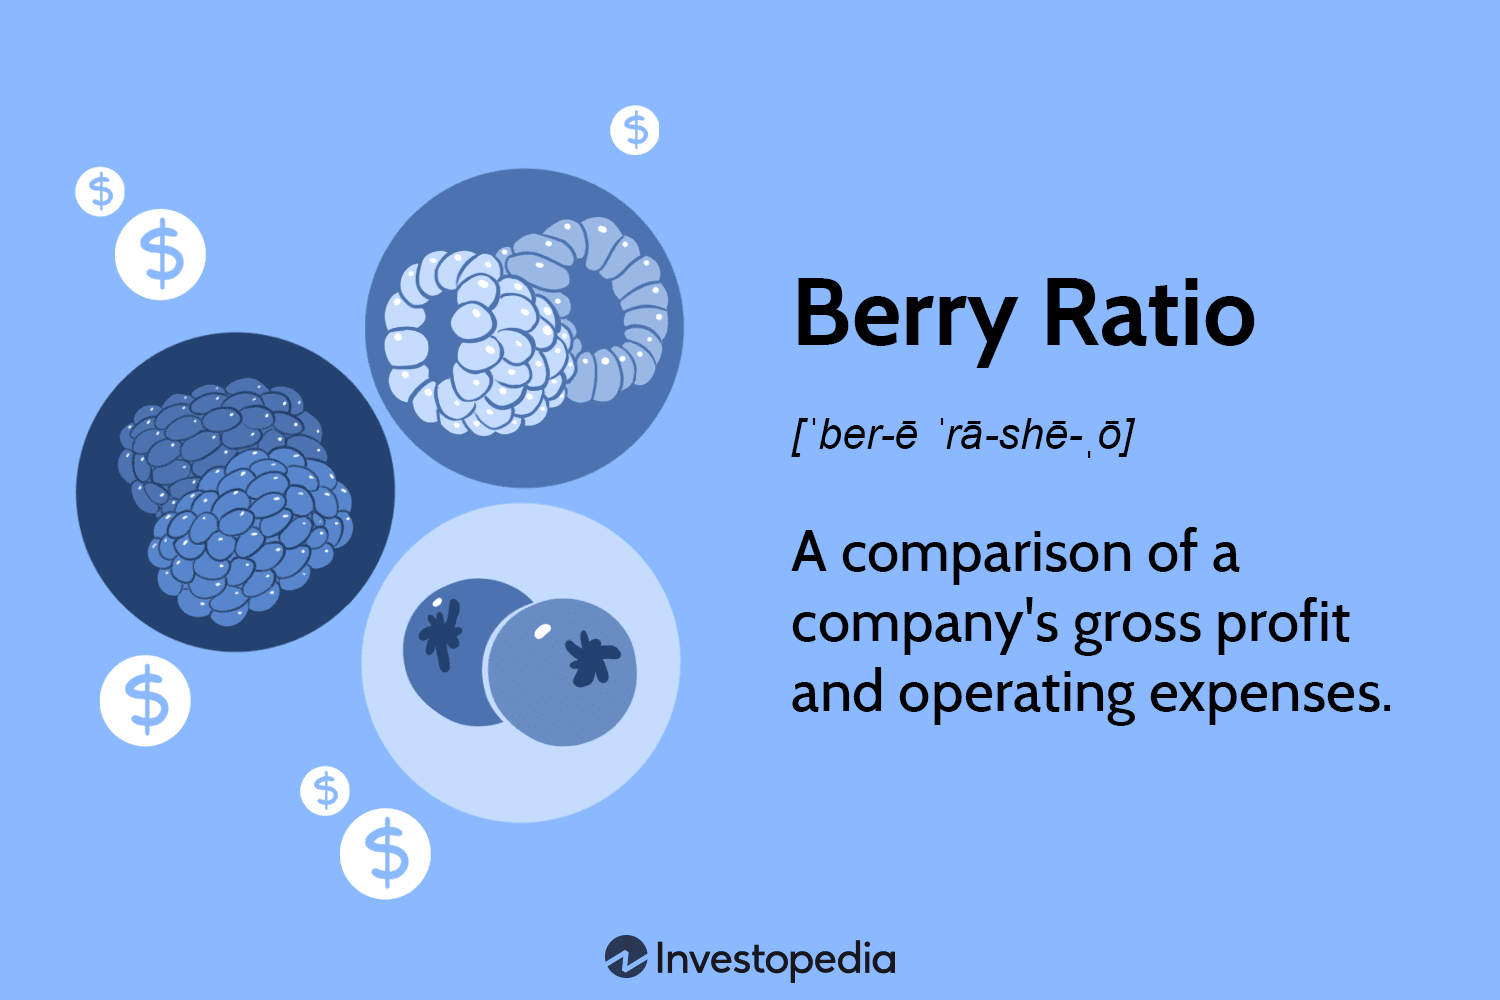 $
$
$
Berry Ratio
[ˈber-ē ˈrā-shē-ˌō]
A comparison of a
company's gross profit
and operating expenses.
$
$
$
Investopedia